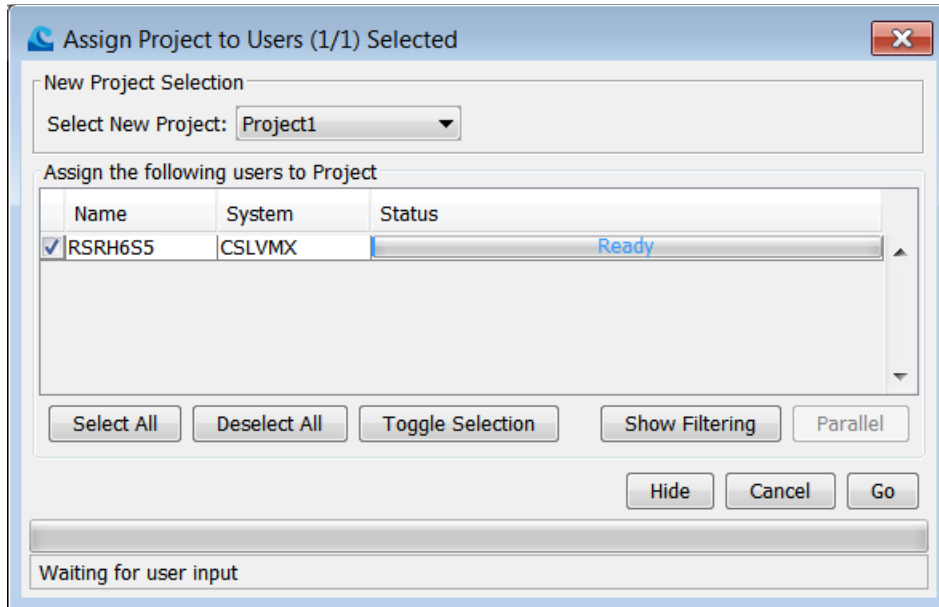 Assign Project to Users (1/1) Selected
New Project Selection
Select New Project: Project1
Assign the following users to Project
Name System Status
RSRH6S5 CSLVMX Ready
Select All Deselect All Toggle Selection Show Filtering Parallel
Hide Cancel Go
Waiting for user input